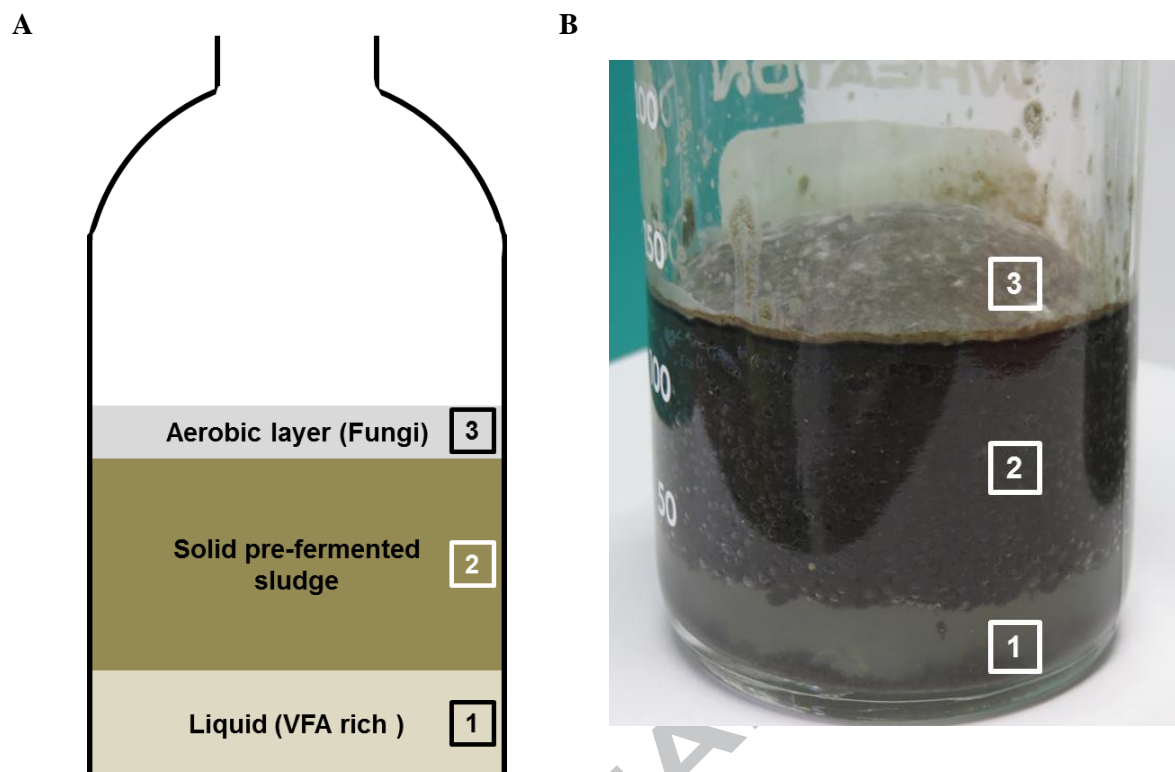 A
B
Aerobic layer (Fungi) 3
Solid pre-fermented
sludge
2
Liquid (VFA rich ) 1
WHEATON
150
100
50
3
2
1